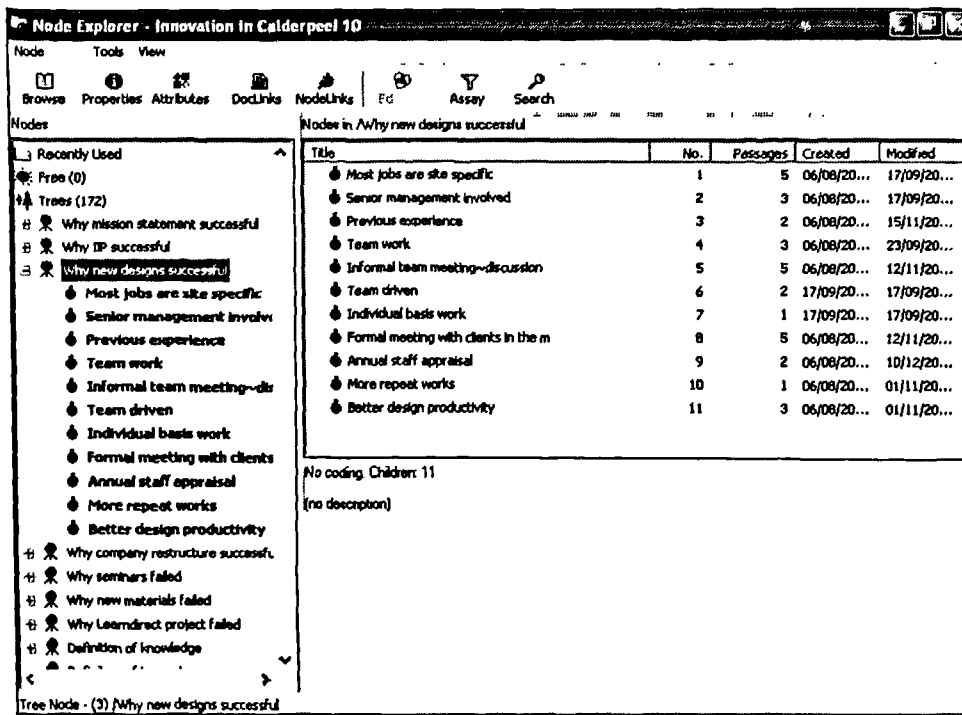 Node Explorer - Innovation in Calderpeel 10
Node Tools View
Browse Properties Attributes DocLinks NodeLinks Ed Assay Search
Nodes
Nodes in /Why new designs successful
Recently Used
Free (0)
Trees (172)
Why mission statement successful
Why IIP successful
Why new designs successful
Most jobs are site specific
Senior management involve
Previous experience
Team work
Informal team meeting~dis
Team driven
Individual basis work
Formal meeting with clients
Annual staff appraisal
More repeat works
Better design productivity
Why company restructure successfu
Why seminars failed
Why new materials failed
Why Learndirect project failed
Definition of knowledge
Title No. Passages Created Modified
Most jobs are site specific 1 5 06/08/20... 17/09/20...
Senior management involved 2 3 06/08/20... 17/09/20...
Previous experience 3 2 06/08/20... 15/11/20...
Team work 4 3 06/08/20... 23/09/20...
Informal team meeting~discussion 5 5 06/08/20... 12/11/20...
Team driven 6 2 17/09/20... 17/09/20...
Individual basis work 7 1 17/09/20... 17/09/20...
Formal meeting with clients in the m 8 5 06/08/20... 12/11/20...
Annual staff appraisal 9 2 06/08/20... 10/12/20...
More repeat works 10 1 06/08/20... 01/11/20...
Better design productivity 11 3 06/08/20... 01/11/20...
No coding. Children: 11
(no description)
Tree Node - (3) /Why new designs successful